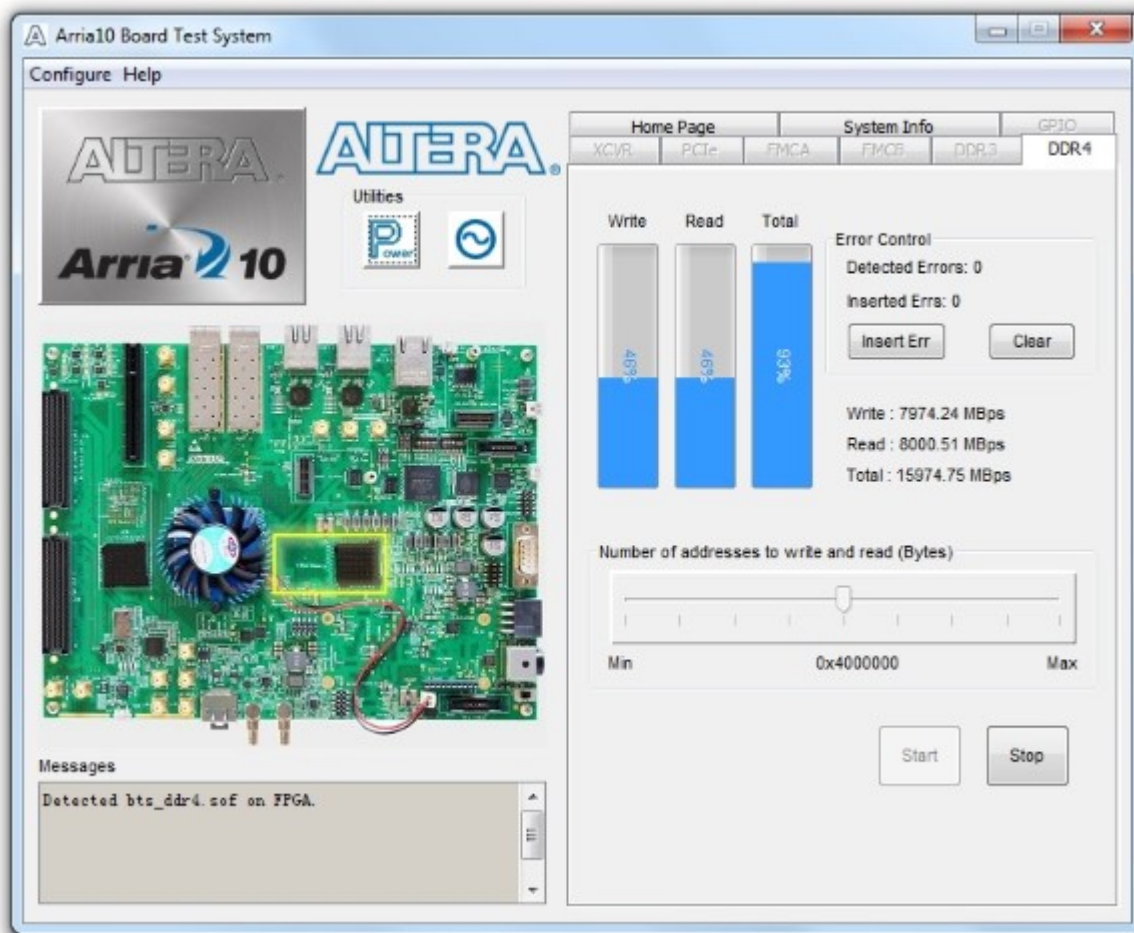 Arria10 Board Test System
Configure Help
ALTERA
Arria 10
ALTERA
Utilities
Power
Home Page System Info GPIO
XCVR PCIe FMCA FMCB DDR3 DDR4
Write Read Total
46% 46% 93%
Error Control
Detected Errors: 0
Inserted Errs: 0
Insert Err Clear
Write : 7974.24 MBps
Read : 8000.51 MBps
Total : 15974.75 MBps
Number of addresses to write and read (Bytes)
Min 0x4000000 Max
Start Stop
Messages
Detected bts_ddr4.sof on FPGA.